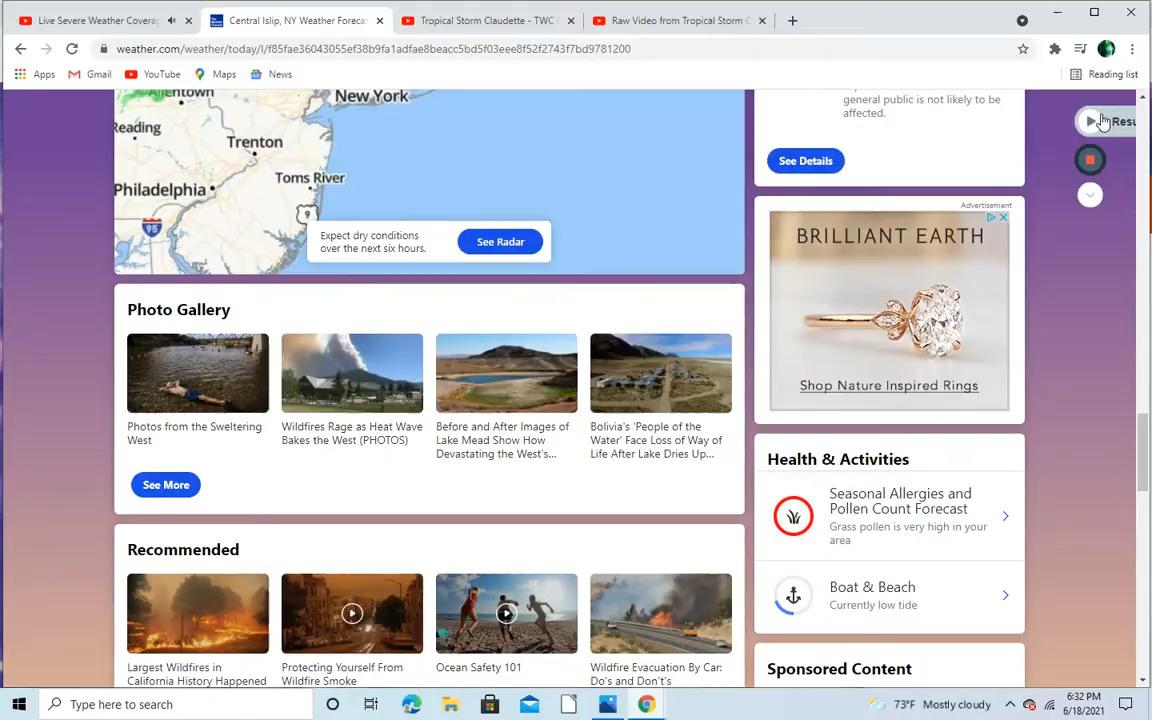 Live Severe Weather Coverag
Central Islip, NY Weather Foreca
Tropical Storm Claudette - TWC
Raw Video from Tropical Storm C
weather.com/weather/today/l/f85fae36043055ef38b9fa1adfae8beacc5bd5f03eee8f52f2743f7bd9781200
Apps
Gmail
YouTube
Maps
News
Reading list
Allentown
New York
Reading
Trenton
Philadelphia
Toms River
95
9
Expect dry conditions
over the next six hours.
See Radar
general public is not likely to be
affected.
See Details
Resu
Advertisement
BRILLIANT EARTH
Shop Nature Inspired Rings
Photo Gallery
Photos from the Sweltering
West
Wildfires Rage as Heat Wave
Bakes the West (PHOTOS)
Before and After Images of
Lake Mead Show How
Devastating the West's...
Bolivia's 'People of the
Water' Face Loss of Way of
Life After Lake Dries Up...
See More
Health & Activities
Seasonal Allergies and
Pollen Count Forecast
Grass pollen is very high in your
area
Boat & Beach
Currently low tide
Recommended
Largest Wildfires in
California History Happened
Protecting Yourself From
Wildfire Smoke
Ocean Safety 101
Wildfire Evacuation By Car:
Do's and Don't's
Sponsored Content
Type here to search
73°F Mostly cloudy
6:32 PM
6/18/2021